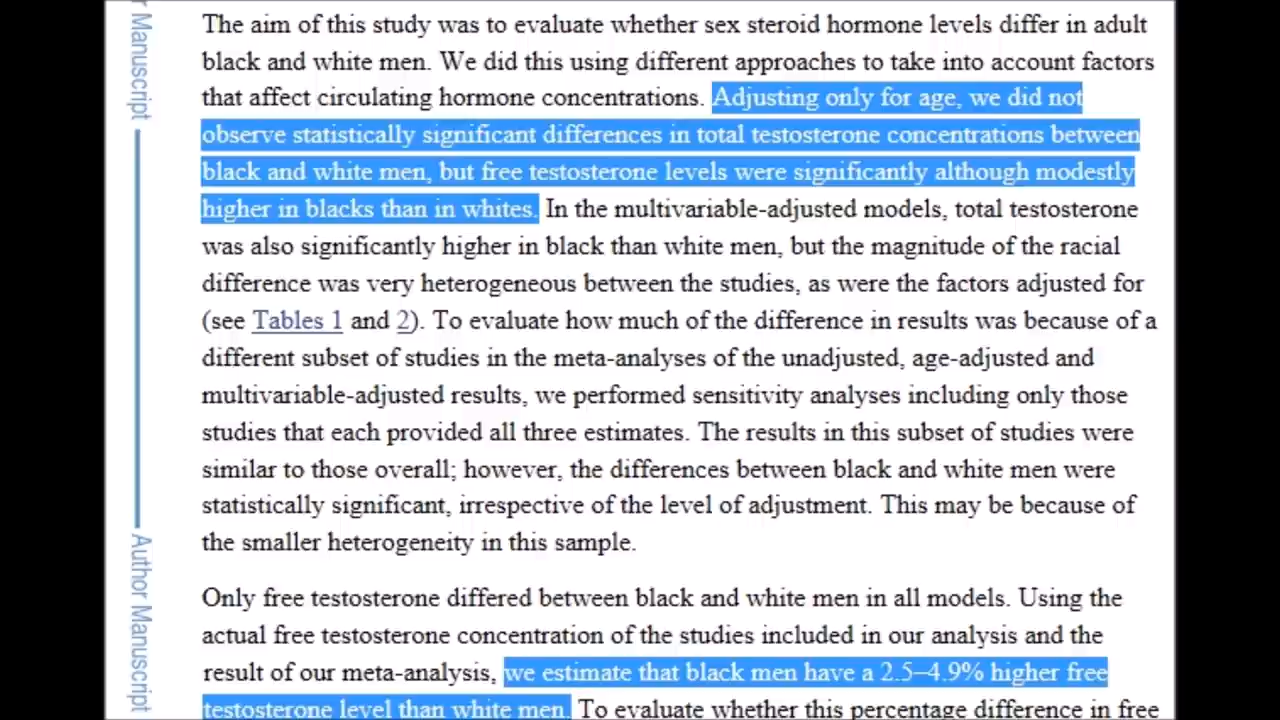 r Manuscript
Author Manuscript
The aim of this study was to evaluate whether sex steroid hormone levels differ in adult
black and white men. We did this using different approaches to take into account factors
that affect circulating hormone concentrations. Adjusting only for age, we did not
observe statistically significant differences in total testosterone concentrations between
black and white men, but free testosterone levels were significantly although modestly
higher in blacks than in whites. In the multivariable-adjusted models, total testosterone
was also significantly higher in black than white men, but the magnitude of the racial
difference was very heterogeneous between the studies, as were the factors adjusted for
(see Tables 1 and 2). To evaluate how much of the difference in results was because of a
different subset of studies in the meta-analyses of the unadjusted, age-adjusted and
multivariable-adjusted results, we performed sensitivity analyses including only those
studies that each provided all three estimates. The results in this subset of studies were
similar to those overall; however, the differences between black and white men were
statistically significant, irrespective of the level of adjustment. This may be because of
the smaller heterogeneity in this sample.
Only free testosterone differed between black and white men in all models. Using the
actual free testosterone concentration of the studies included in our analysis and the
result of our meta-analysis, we estimate that black men have a 2.5–4.9% higher free
testosterone level than white men. To evaluate whether this percentage difference in free